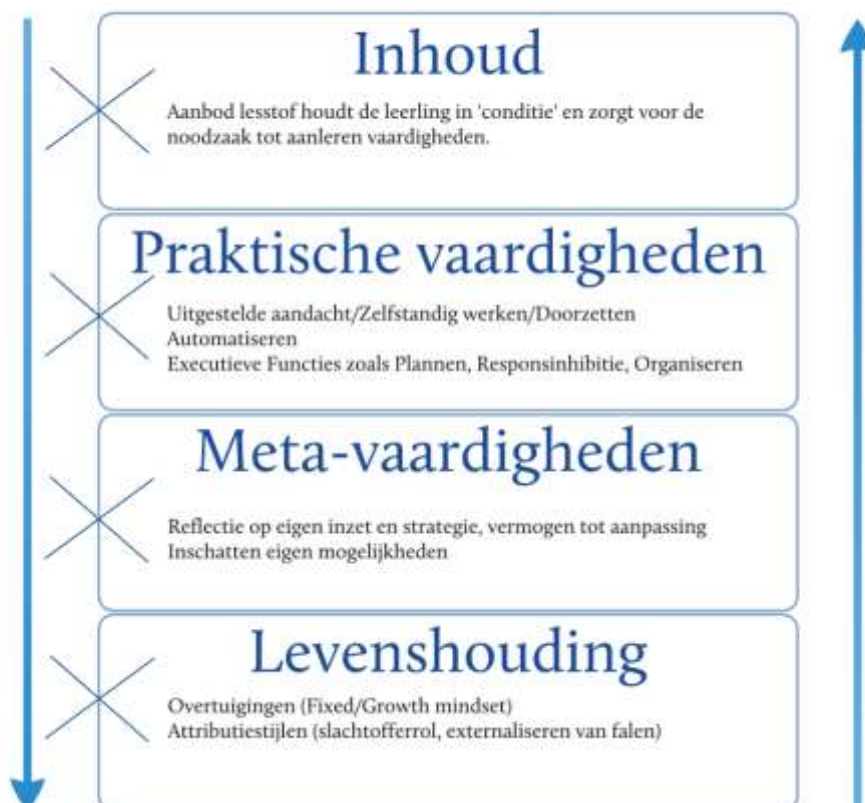 Inhoud
Aanbod lesstof houdt de leerling in 'conditie' en zorgt voor de
noodzaak tot aanleren vaardigheden.
Praktische vaardigheden
Uitgestelde aandacht/Zelfstandig werken/Doorzetten
Automatiseren
Executieve Functies zoals Plannen, Responsinhibitie, Organiseren
Meta-vaardigheden
Reflectie op eigen inzet en strategie, vermogen tot aanpassing
Inschatten eigen mogelijkheden
Levenshouding
Overtuigingen (Fixed/Growth mindset)
Attributiestijlen (slachtofferrol, externaliseren van falen)